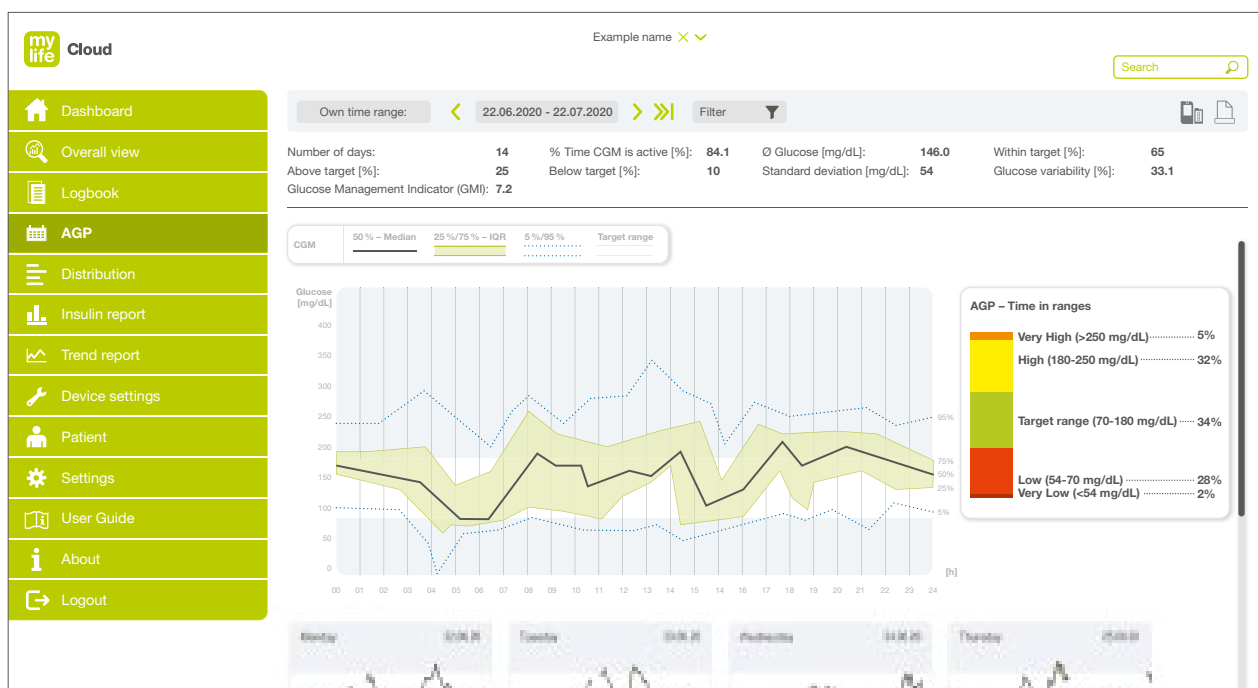 my life Cloud
Example name
Search
Dashboard
Overall view
Logbook
AGP
Distribution
Insulin report
Trend report
Device settings
Patient
Settings
User Guide
About
Logout
Own time range: 22.06.2020 - 22.07.2020 Filter
Number of days: 14 % Time CGM is active [%]: 84.1 Ø Glucose [mg/dL]: 146.0 Within target [%]: 65
Above target [%]: 25 Below target [%]: 10 Standard deviation [mg/dL]: 54 Glucose variability [%]: 33.1
Glucose Management Indicator (GMI): 7.2
CGM 50 % – Median 25 %/75 % – IQR 5 %/95 % Target range
Glucose
[mg/dL]
400
350
300
250
200
150
100
50
0
95%
75%
50%
25%
5%
[h]
00 01 02 03 04 05 06 07 08 09 10 11 12 13 14 15 14 15 16 17 18 19 20 21 22 23 24
AGP – Time in ranges
Very High (>250 mg/dL) 5%
High (180-250 mg/dL) 32%
Target range (70-180 mg/dL) 34%
Low (54-70 mg/dL) 28%
Very Low (<54 mg/dL) 2%
Monday Tuesday Wednesday Thursday